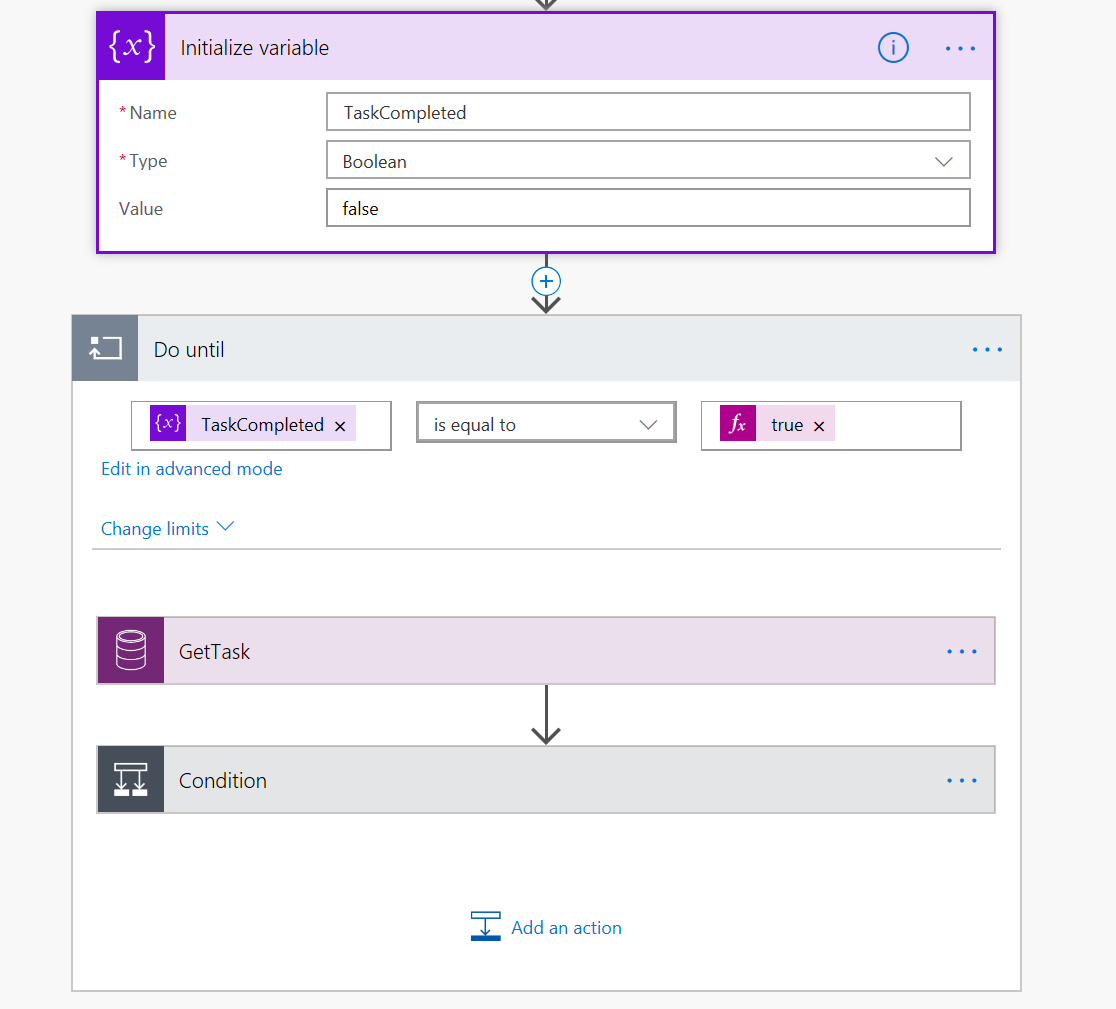 {x} Initialize variable i ...
* Name TaskCompleted
* Type Boolean
Value false
Do until ...
{x} TaskCompleted × is equal to fx true ×
Edit in advanced mode
Change limits
GetTask ...
Condition ...
Add an action